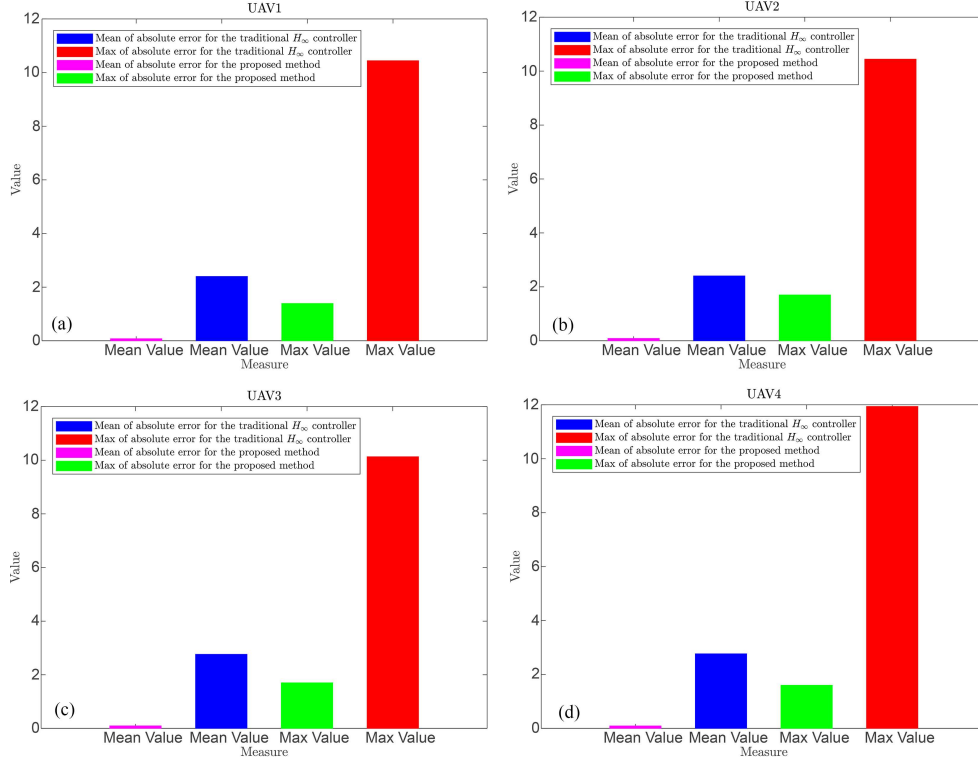 UAV1
12
10
8
6
4
2
0
Value
Mean of absolute error for the traditional H∞ controller
Max of absolute error for the traditional H∞ controller
Mean of absolute error for the proposed method
Max of absolute error for the proposed method
(a)
Mean Value Mean Value Max Value Max Value
Measure
UAV2
12
10
8
6
4
2
0
Value
Mean of absolute error for the traditional H∞ controller
Max of absolute error for the traditional H∞ controller
Mean of absolute error for the proposed method
Max of absolute error for the proposed method
(b)
Mean Value Mean Value Max Value Max Value
Measure
UAV3
12
10
8
6
4
2
0
Value
Mean of absolute error for the traditional H∞ controller
Max of absolute error for the traditional H∞ controller
Mean of absolute error for the proposed method
Max of absolute error for the proposed method
(c)
Mean Value Mean Value Max Value Max Value
Measure
UAV4
12
10
8
6
4
2
0
Value
Mean of absolute error for the traditional H∞ controller
Max of absolute error for the traditional H∞ controller
Mean of absolute error for the proposed method
Max of absolute error for the proposed method
(d)
Mean Value Mean Value Max Value Max Value
Measure